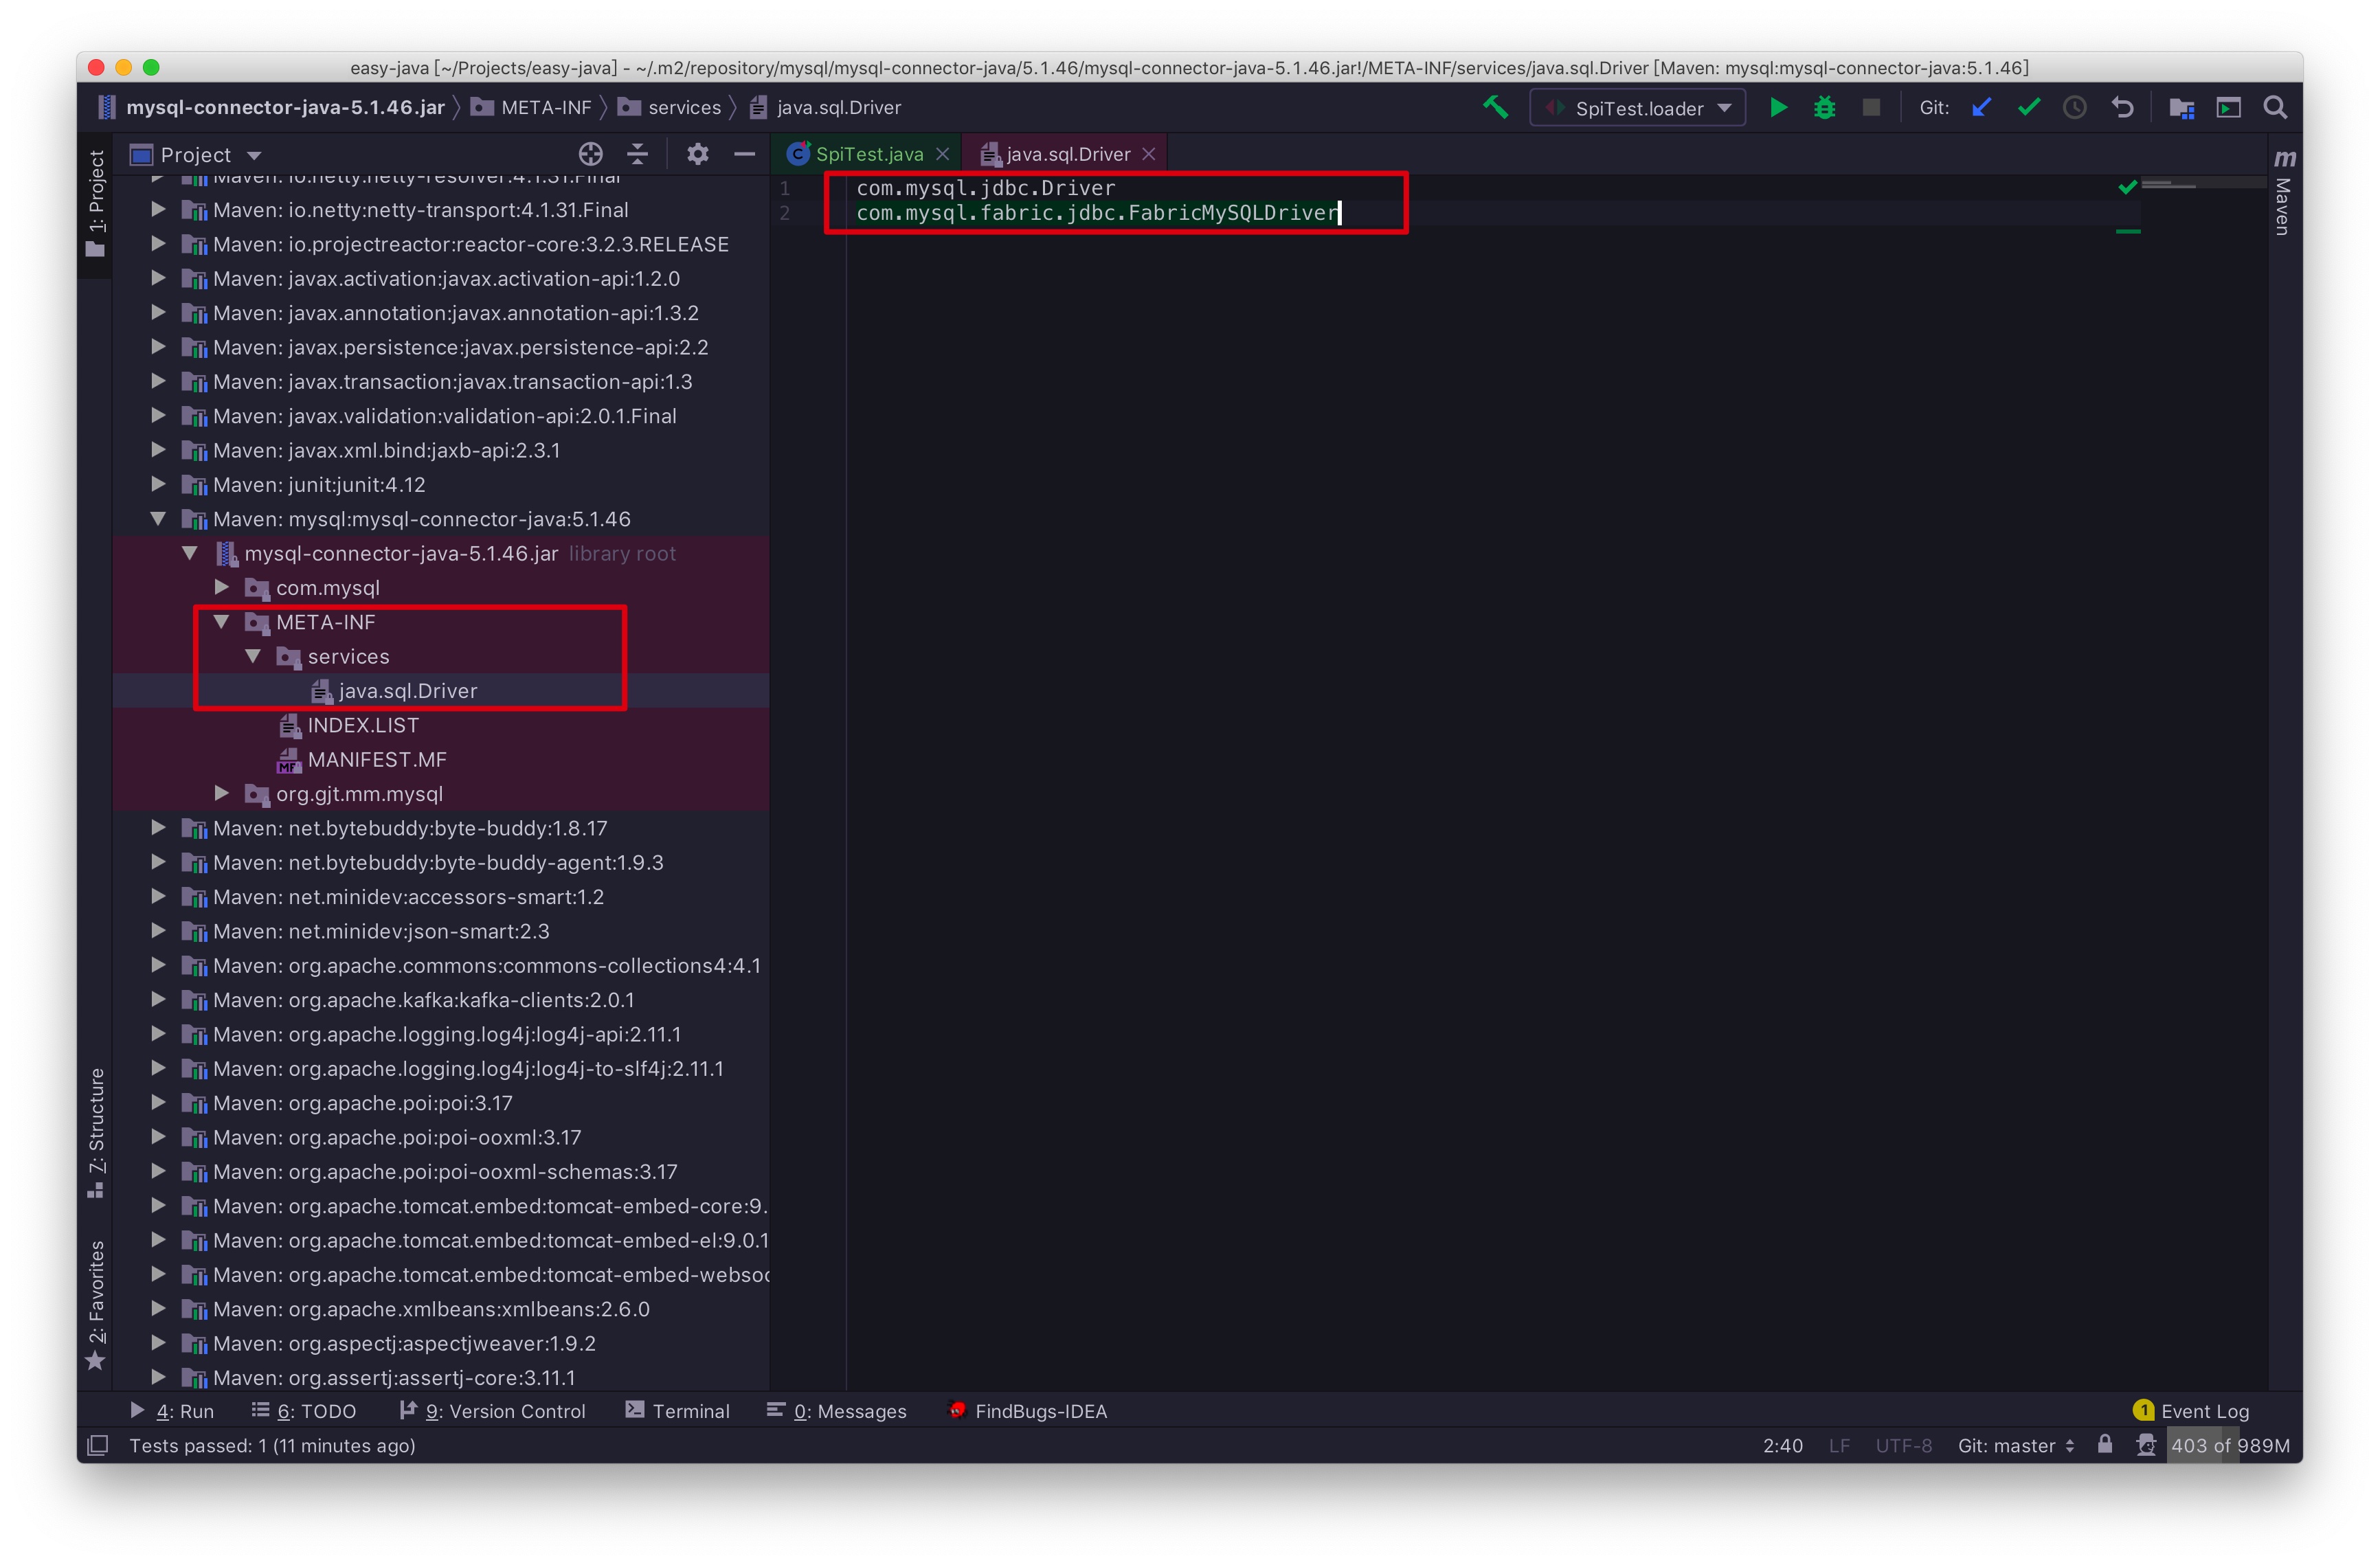 easy-java [~/Projects/easy-java] - ~/.m2/repository/mysql/mysql-connector-java/5.1.46/mysql-connector-java-5.1.46.jar!/META-INF/services/java.sql.Driver [Maven: mysql:mysql-connector-java:5.1.46]
mysql-connector-java-5.1.46.jar META-INF services java.sql.Driver SpiTest.loader Git:
1: Project
Project
SpiTest.java java.sql.Driver
Maven
1 com.mysql.jdbc.Driver
2 com.mysql.fabric.jdbc.FabricMySQLDriver
Maven: io.netty:netty-resolver:4.1.31.Final
Maven: io.netty:netty-transport:4.1.31.Final
Maven: io.projectreactor:reactor-core:3.2.3.RELEASE
Maven: javax.activation:javax.activation-api:1.2.0
Maven: javax.annotation:javax.annotation-api:1.3.2
Maven: javax.persistence:javax.persistence-api:2.2
Maven: javax.transaction:javax.transaction-api:1.3
Maven: javax.validation:validation-api:2.0.1.Final
Maven: javax.xml.bind:jaxb-api:2.3.1
Maven: junit:junit:4.12
Maven: mysql:mysql-connector-java:5.1.46
mysql-connector-java-5.1.46.jar library root
com.mysql
META-INF
services
java.sql.Driver
INDEX.LIST
MANIFEST.MF
org.gjt.mm.mysql
Maven: net.bytebuddy:byte-buddy:1.8.17
Maven: net.bytebuddy:byte-buddy-agent:1.9.3
Maven: net.minidev:accessors-smart:1.2
Maven: net.minidev:json-smart:2.3
Maven: org.apache.commons:commons-collections4:4.1
Maven: org.apache.kafka:kafka-clients:2.0.1
Maven: org.apache.logging.log4j:log4j-api:2.11.1
Maven: org.apache.logging.log4j:log4j-to-slf4j:2.11.1
Maven: org.apache.poi:poi:3.17
Maven: org.apache.poi:poi-ooxml:3.17
Maven: org.apache.poi:poi-ooxml-schemas:3.17
Maven: org.apache.tomcat.embed:tomcat-embed-core:9.
Maven: org.apache.tomcat.embed:tomcat-embed-el:9.0.1
Maven: org.apache.tomcat.embed:tomcat-embed-websoc
Maven: org.apache.xmlbeans:xmlbeans:2.6.0
Maven: org.aspectj:aspectjweaver:1.9.2
Maven: org.assertj:assertj-core:3.11.1
7: Structure
2: Favorites
4: Run 6: TODO 9: Version Control Terminal 0: Messages FindBugs-IDEA 1 Event Log
Tests passed: 1 (11 minutes ago) 2:40 LF UTF-8 Git: master 403 of 989M